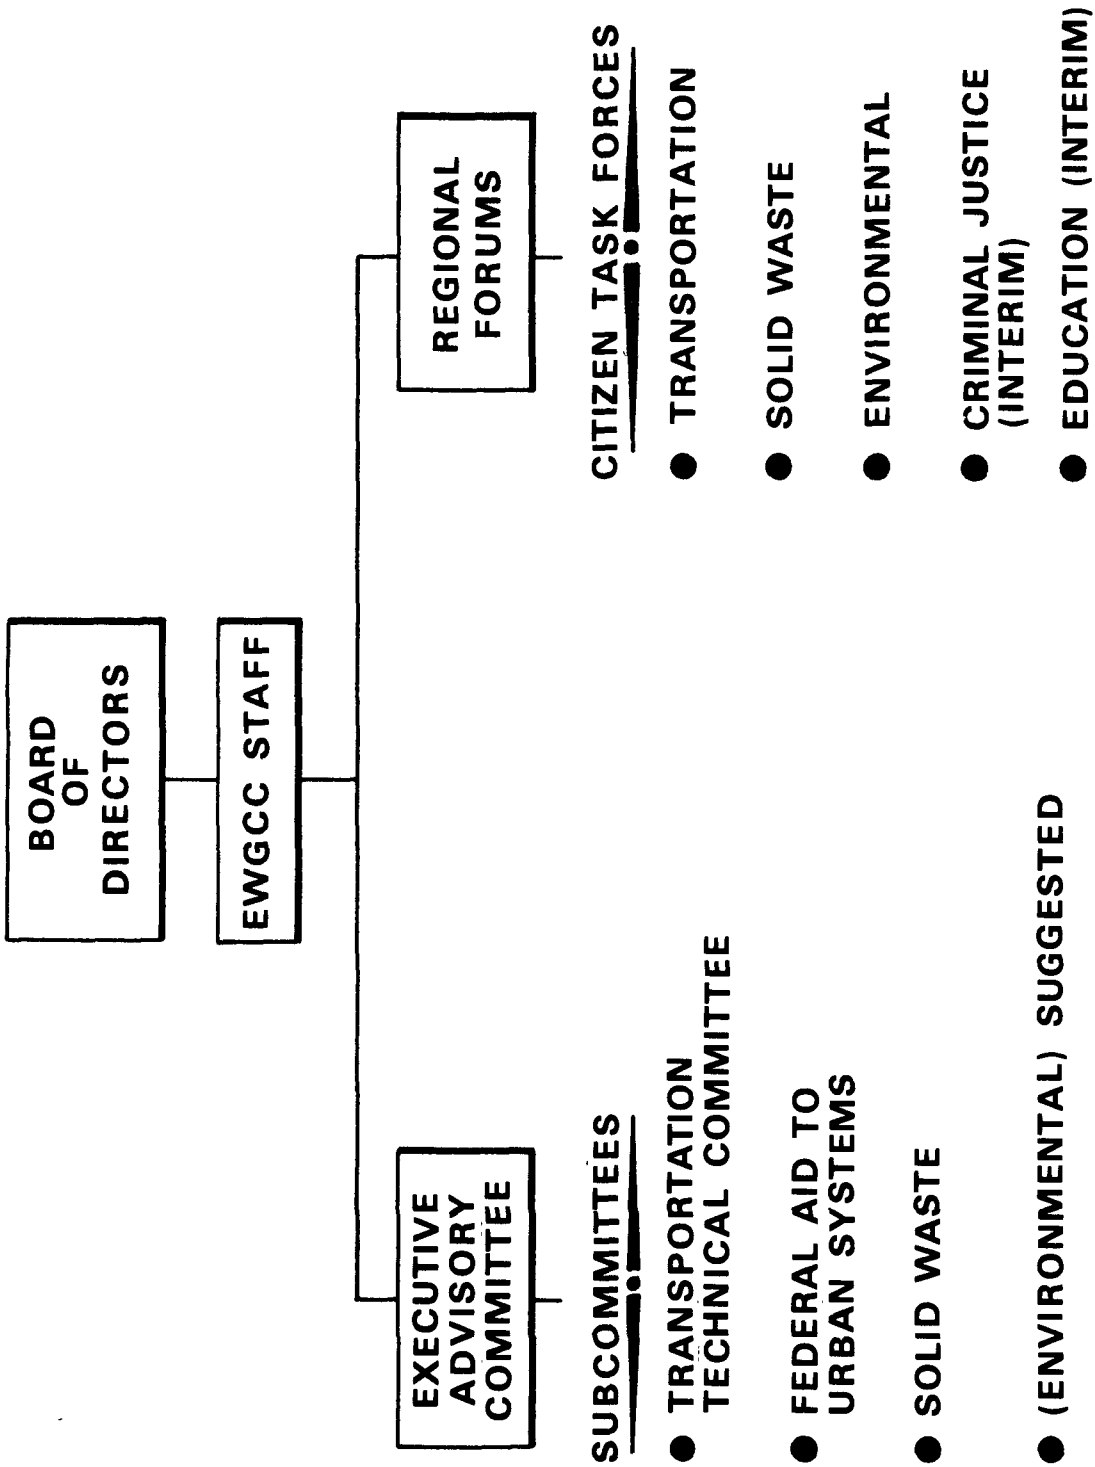 BOARD
OF
DIRECTORS
EWGCC STAFF
EXECUTIVE
ADVISORY
COMMITTEE
SUBCOMMITTEES
● TRANSPORTATION
TECHNICAL COMMITTEE
● FEDERAL AID TO
URBAN SYSTEMS
● SOLID WASTE
● (ENVIRONMENTAL) SUGGESTED
REGIONAL
FORUMS
CITIZEN TASK FORCES
● TRANSPORTATION
● SOLID WASTE
● ENVIRONMENTAL
● CRIMINAL JUSTICE
(INTERIM)
● EDUCATION (INTERIM)